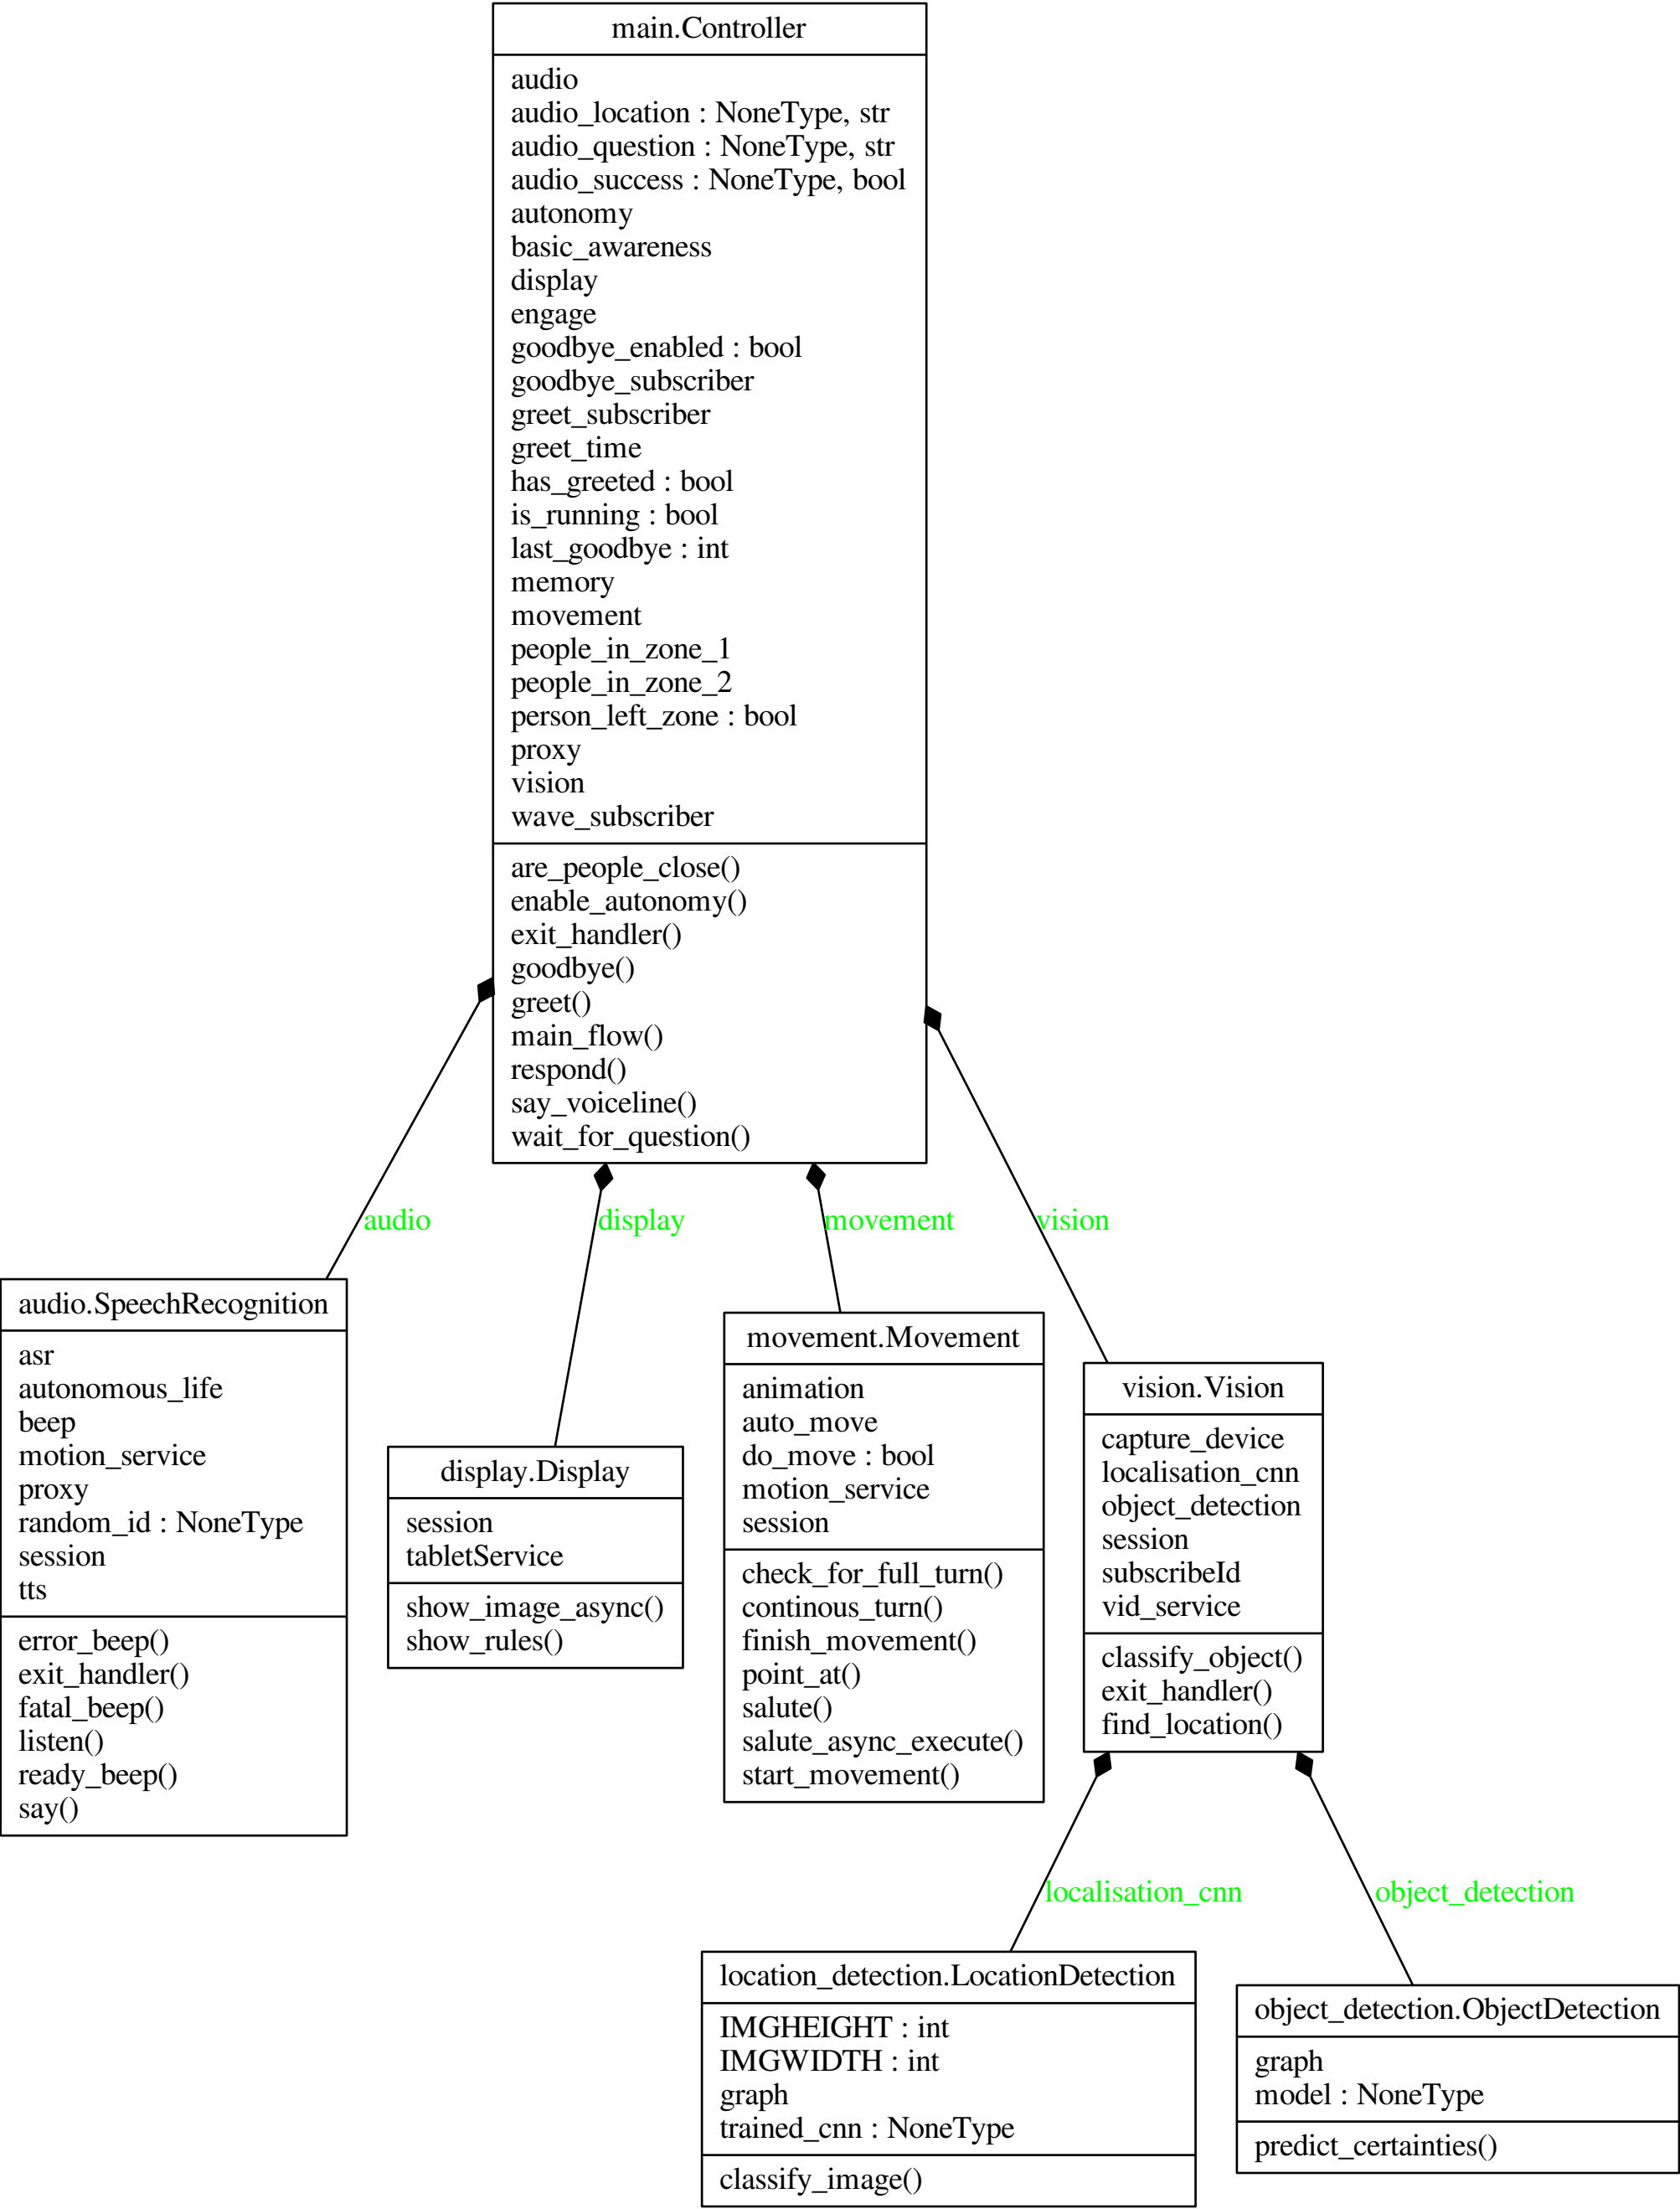 main.Controller
audio
audio_location : NoneType, str
audio_question : NoneType, str
audio_success : NoneType, bool
autonomy
basic_awareness
display
engage
goodbye_enabled : bool
goodbye_subscriber
greet_subscriber
greet_time
has_greeted : bool
is_running : bool
last_goodbye : int
memory
movement
people_in_zone_1
people_in_zone_2
person_left_zone : bool
proxy
vision
wave_subscriber
are_people_close()
enable_autonomy()
exit_handler()
goodbye()
greet()
main_flow()
respond()
say_voiceline()
wait_for_question()
audio
display
movement
vision
audio.SpeechRecognition
asr
autonomous_life
beep
motion_service
proxy
random_id : NoneType
session
tts
error_beep()
exit_handler()
fatal_beep()
listen()
ready_beep()
say()
display.Display
session
tabletService
show_image_async()
show_rules()
movement.Movement
animation
auto_move
do_move : bool
motion_service
session
check_for_full_turn()
continous_turn()
finish_movement()
point_at()
salute()
salute_async_execute()
start_movement()
vision.Vision
capture_device
localisation_cnn
object_detection
session
subscribeId
vid_service
classify_object()
exit_handler()
find_location()
localisation_cnn
object_detection
location_detection.LocationDetection
IMGHEIGHT : int
IMGWIDTH : int
graph
trained_cnn : NoneType
classify_image()
object_detection.ObjectDetection
graph
model : NoneType
predict_certainties()